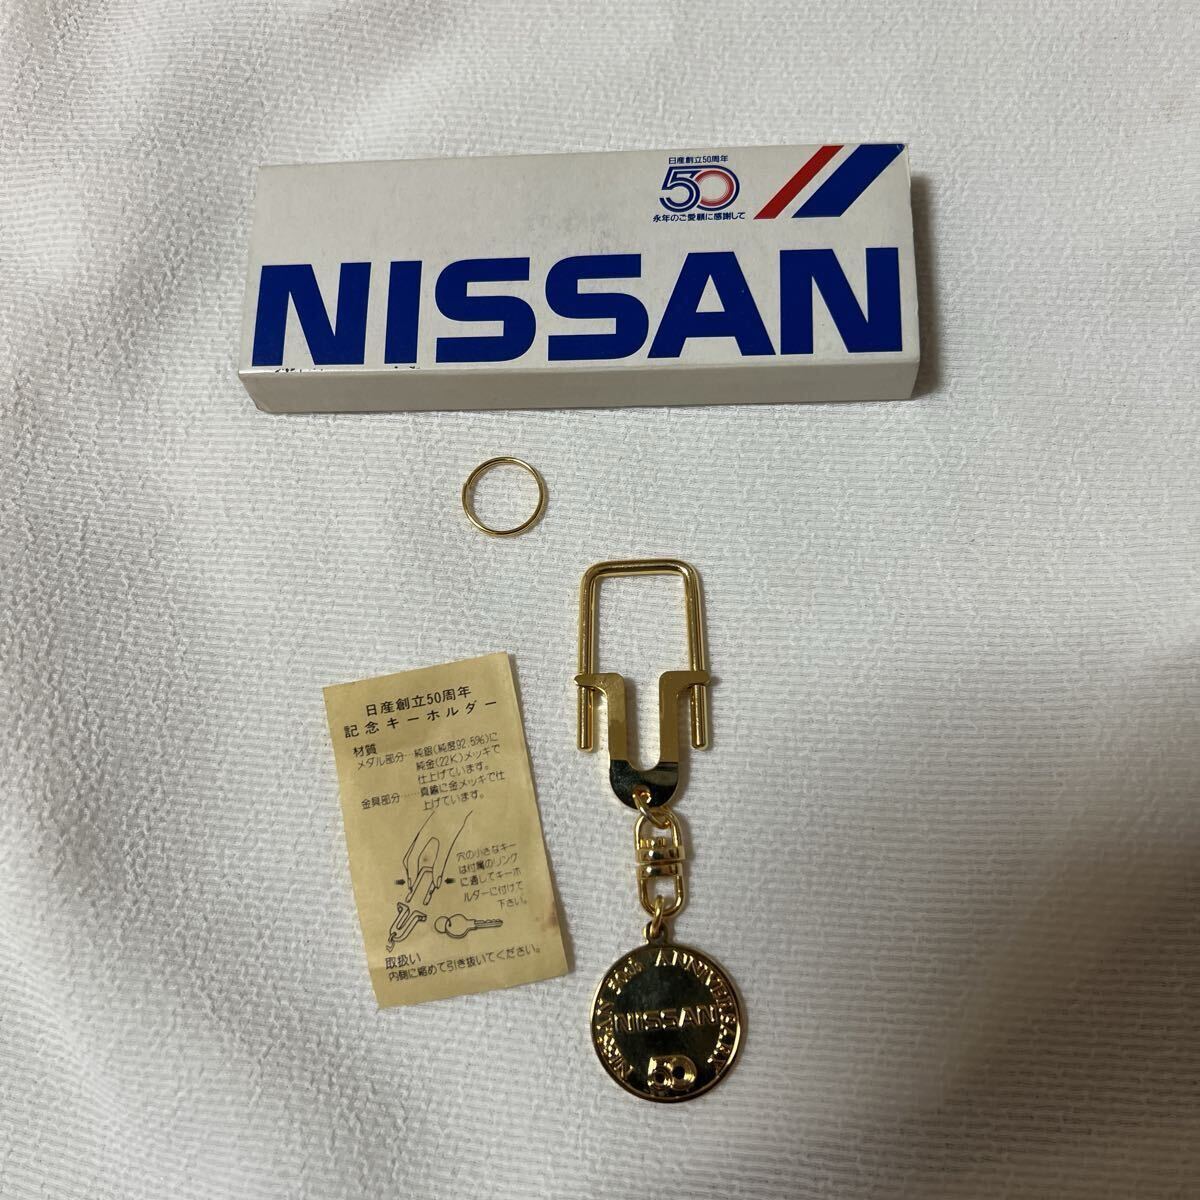 日産創立50周年
50
永年のご愛顧に感謝して
NISSAN
日産創立50周年
記念キーホルダー
材質
メダル部分…純銀(純度92.5%)に
純金(22K)メッキで
仕上げています。
金具部分……真鍮に金メッキで仕
上げています。
穴の小さなキー
は付属のリング
に通してキーホ
ルダーに付けて
下さい。
取扱い
内側に縮めて引き抜いてください。
NISSAN 50th ANNIVERSARY
NISSAN
50